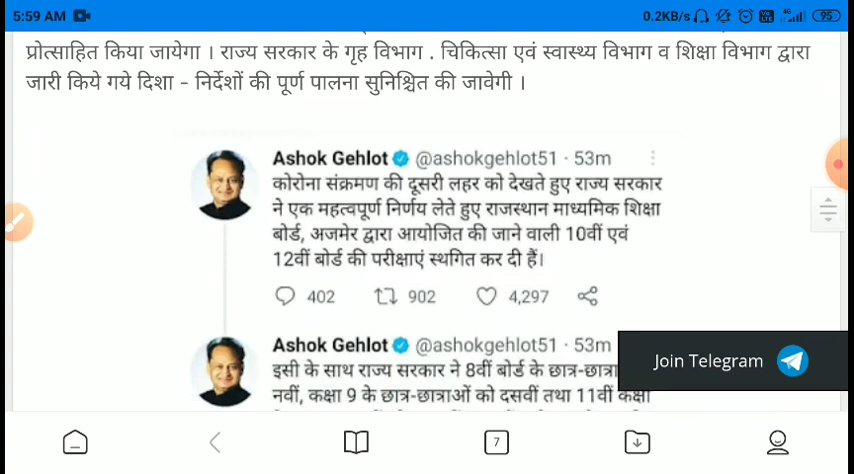 5:59 AM
0.2KB/s 4G 95
प्रोत्साहित किया जायेगा । राज्य सरकार के गृह विभाग . चिकित्सा एवं स्वास्थ्य विभाग व शिक्षा विभाग द्वारा
जारी किये गये दिशा - निर्देशों की पूर्ण पालना सुनिश्चित की जावेगी ।
Ashok Gehlot @ashokgehlot51 · 53m
कोरोना संक्रमण की दूसरी लहर को देखते हुए राज्य सरकार
ने एक महत्वपूर्ण निर्णय लेते हुए राजस्थान माध्यमिक शिक्षा
बोर्ड, अजमेर द्वारा आयोजित की जाने वाली 10वीं एवं
12वीं बोर्ड की परीक्षाएं स्थगित कर दी हैं।
402 902 4,297
Ashok Gehlot @ashokgehlot51 · 53m
इसी के साथ राज्य सरकार ने 8वीं बोर्ड के
नवीं, कक्षा 9 के छात्र-छात्राओं को दसवीं तथा 11वीं कक्षा
Join Telegram
7